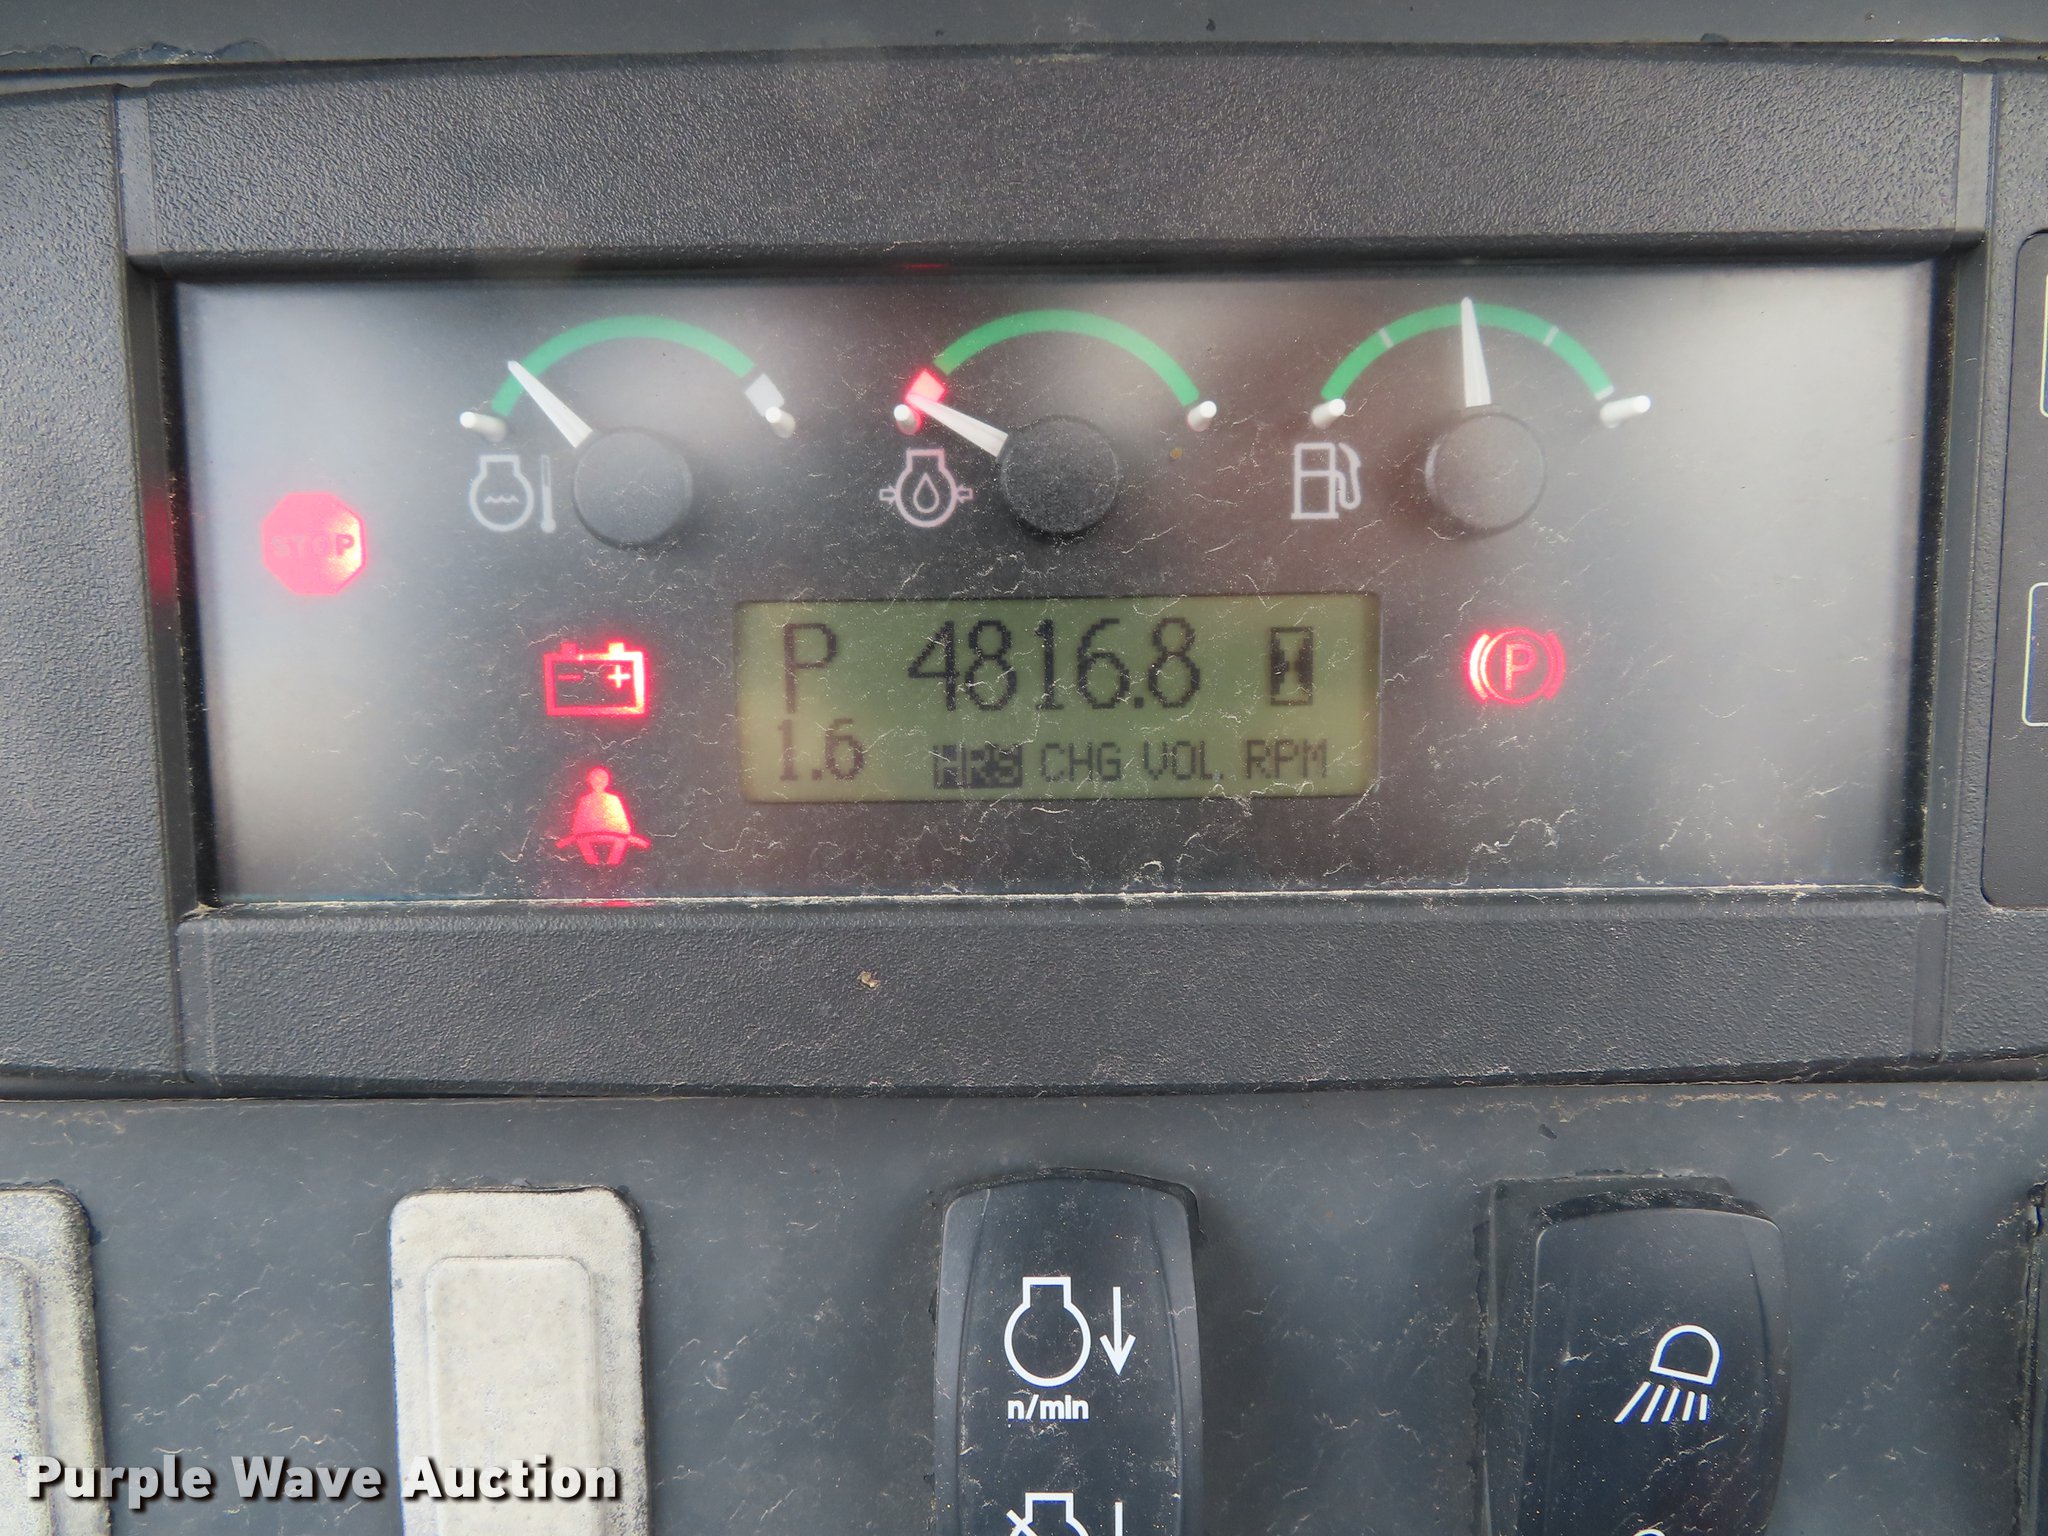 STOP
P 4816.8
1.6 HRS CHG VOL. RPM
P
n/min
Purple Wave Auction